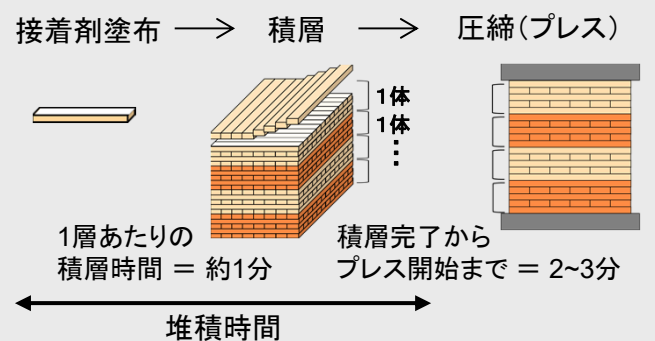 接着剤塗布 → 積層 → 圧締(プレス)
1体
1体
⋮
1層あたりの
積層時間 = 約1分
積層完了から
プレス開始まで = 2~3分
堆積時間